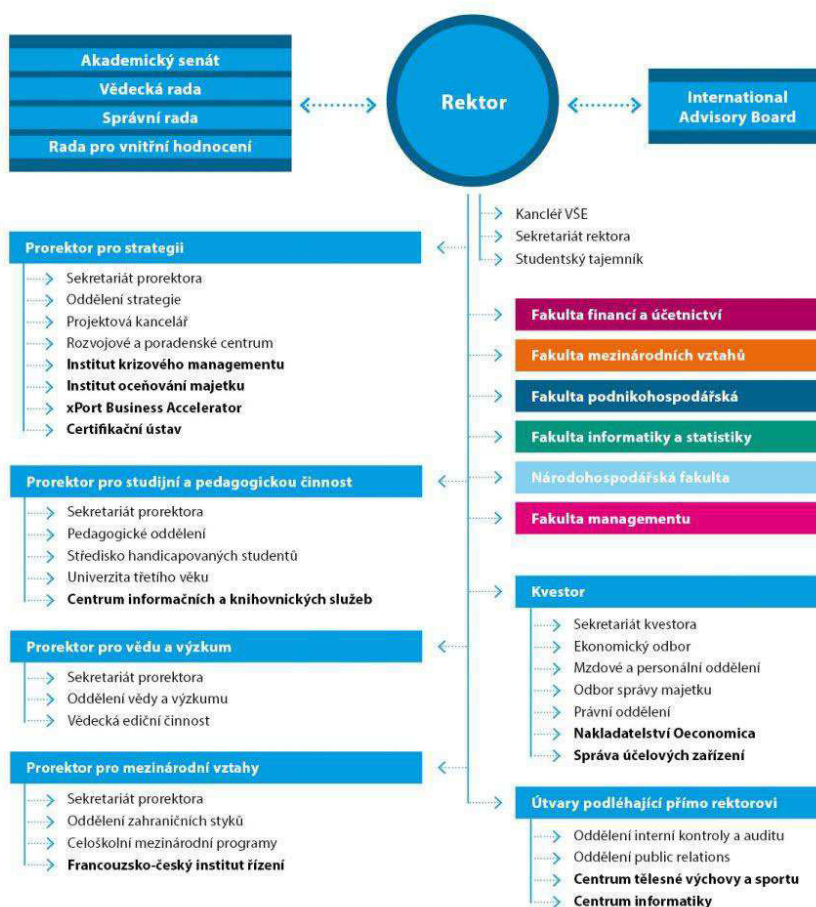 Akademický senát
Vědecká rada
Správní rada
Rada pro vnitřní hodnocení
Rektor
International
Advisory Board
Kancléř VŠE
Sekretariát rektora
Studentský tajemník
Prorektor pro strategii
Sekretariát prorektora
Oddělení strategie
Projektová kancelář
Rozvojové a poradenské centrum
Institut krizového managementu
Institut oceňování majetku
xPort Business Accelerator
Certifikační ústav
Prorektor pro studijní a pedagogickou činnost
Sekretariát prorektora
Pedagogické oddělení
Středisko handicapovaných studentů
Univerzita třetího věku
Centrum informačních a knihovnických služeb
Prorektor pro vědu a výzkum
Sekretariát prorektora
Oddělení vědy a výzkumu
Vědecká ediční činnost
Prorektor pro mezinárodní vztahy
Sekretariát prorektora
Oddělení zahraničních styků
Celoškolní mezinárodní programy
Francouzsko-český institut řízení
Fakulta financí a účetnictví
Fakulta mezinárodních vztahů
Fakulta podnikohospodářská
Fakulta informatiky a statistiky
Národohospodářská fakulta
Fakulta managementu
Kvestor
Sekretariát kvestora
Ekonomický odbor
Mzdové a personální oddělení
Odbor správy majetku
Právní oddělení
Nakladatelství Oeconomica
Správa účelových zařízení
Útvary podléhající přímo rektorovi
Oddělení interní kontroly a auditu
Oddělení public relations
Centrum tělesné výchovy a sportu
Centrum informatiky